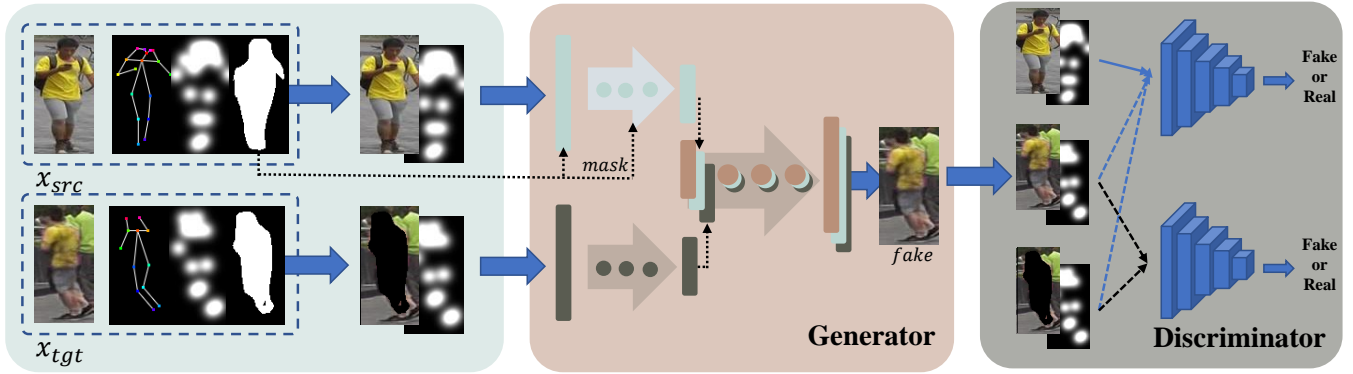 x_src
x_tgt
mask
fake
Generator
Fake
or
Real
Fake
or
Real
Discriminator